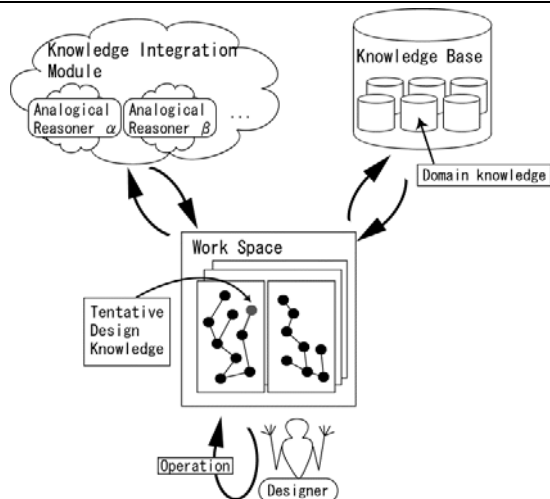 Knowledge Integration
Module
Analogical
Reasoner α
Analogical
Reasoner β
...
Knowledge Base
Domain knowledge
Work Space
Tentative
Design
Knowledge
Operation
Designer